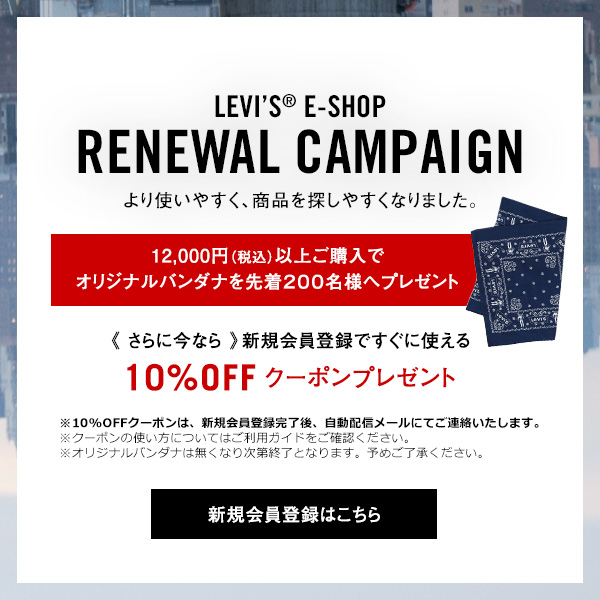 LEVI'S® E-SHOP
RENEWAL CAMPAIGN
より使いやすく、商品を探しやすくなりました。
12,000円（税込）以上ご購入で
オリジナルバンダナを先着200名様へプレゼント
《 さらに今なら 》新規会員登録ですぐに使える
10%OFF クーポンプレゼント
※10%OFFクーポンは、新規会員登録完了後、自動配信メールにてご連絡いたします。
※クーポンの使い方についてはご利用ガイドをご確認ください。
※オリジナルバンダナは無くなり次第終了となります。予めご了承ください。
新規会員登録はこちら
LEVI'S